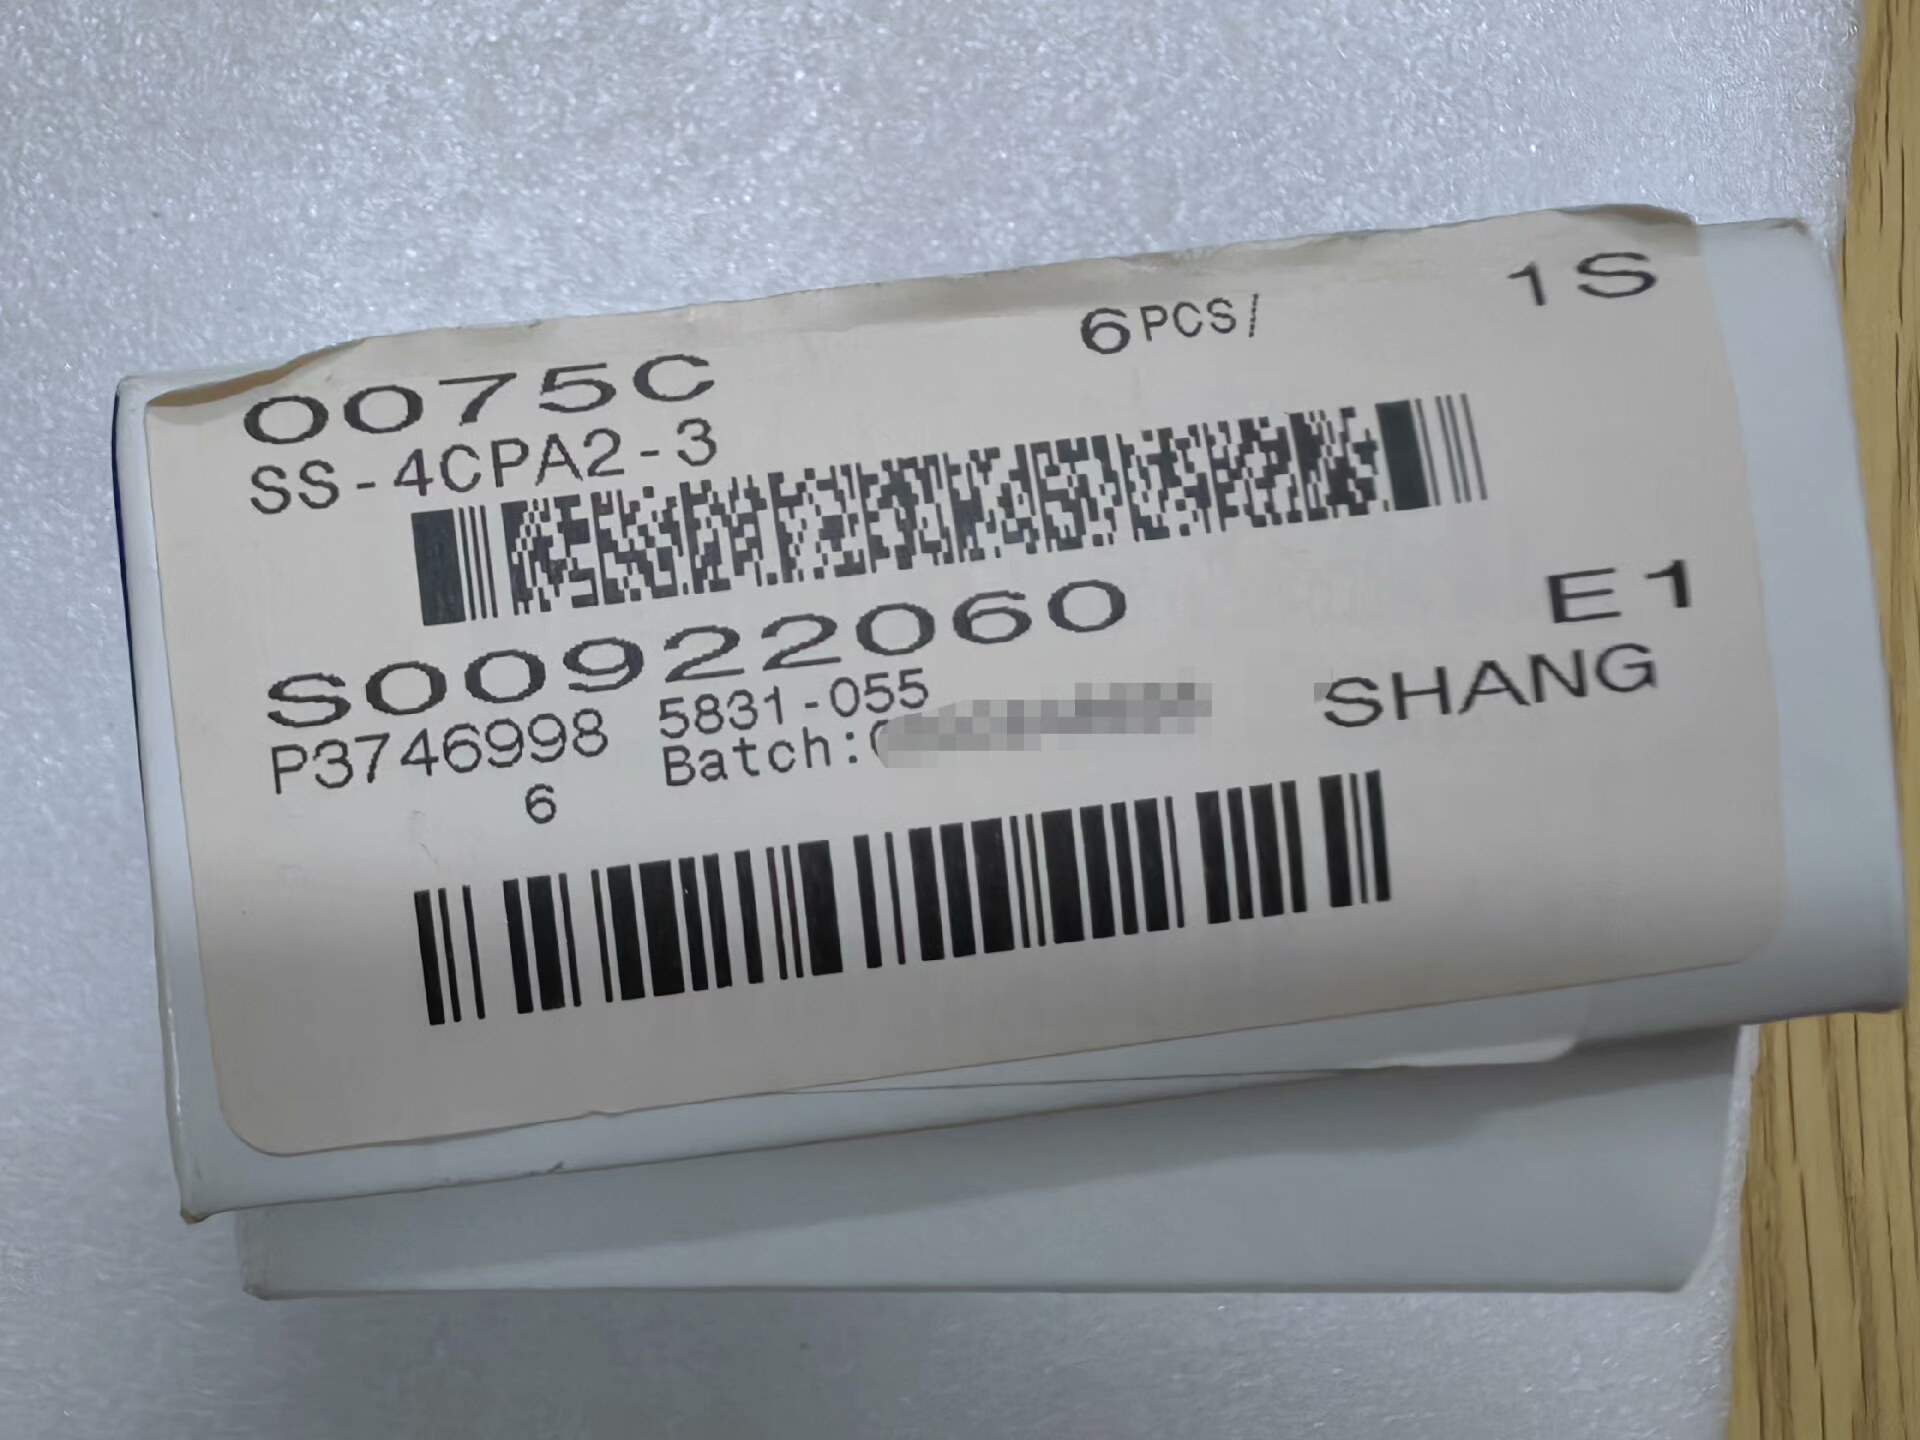 6PCS/ 1S
0075C
SS-4CPA2-3
E1
S00922060
SHANG
P3746998 5831-055
Batch:
6